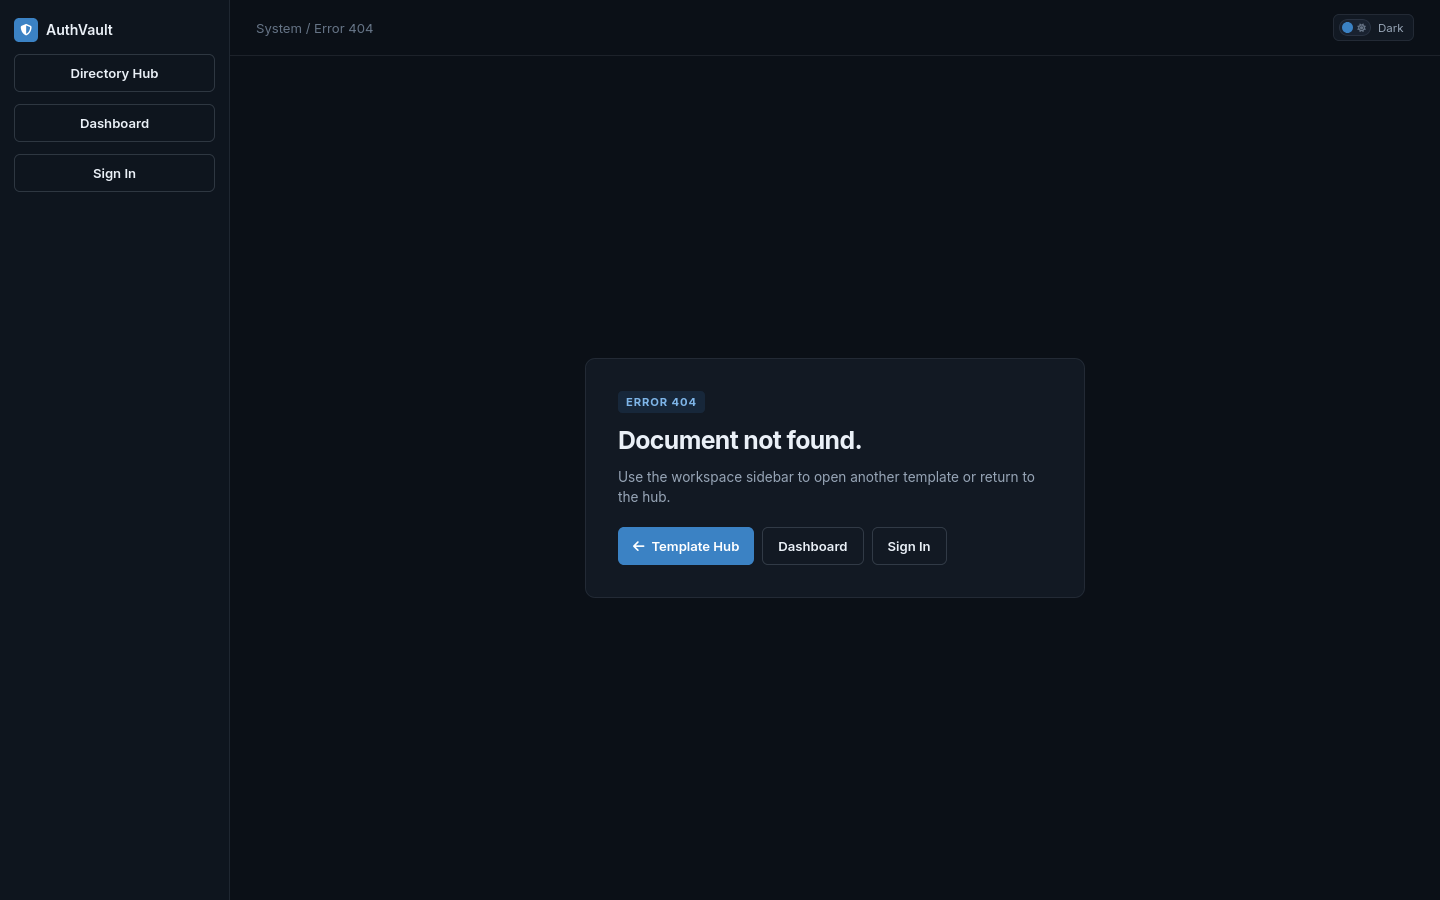 AuthVault
Directory Hub
Dashboard
Sign In
System / Error 404
Dark
ERROR 404
Document not found.
Use the workspace sidebar to open another template or return to
the hub.
← Template Hub
Dashboard
Sign In